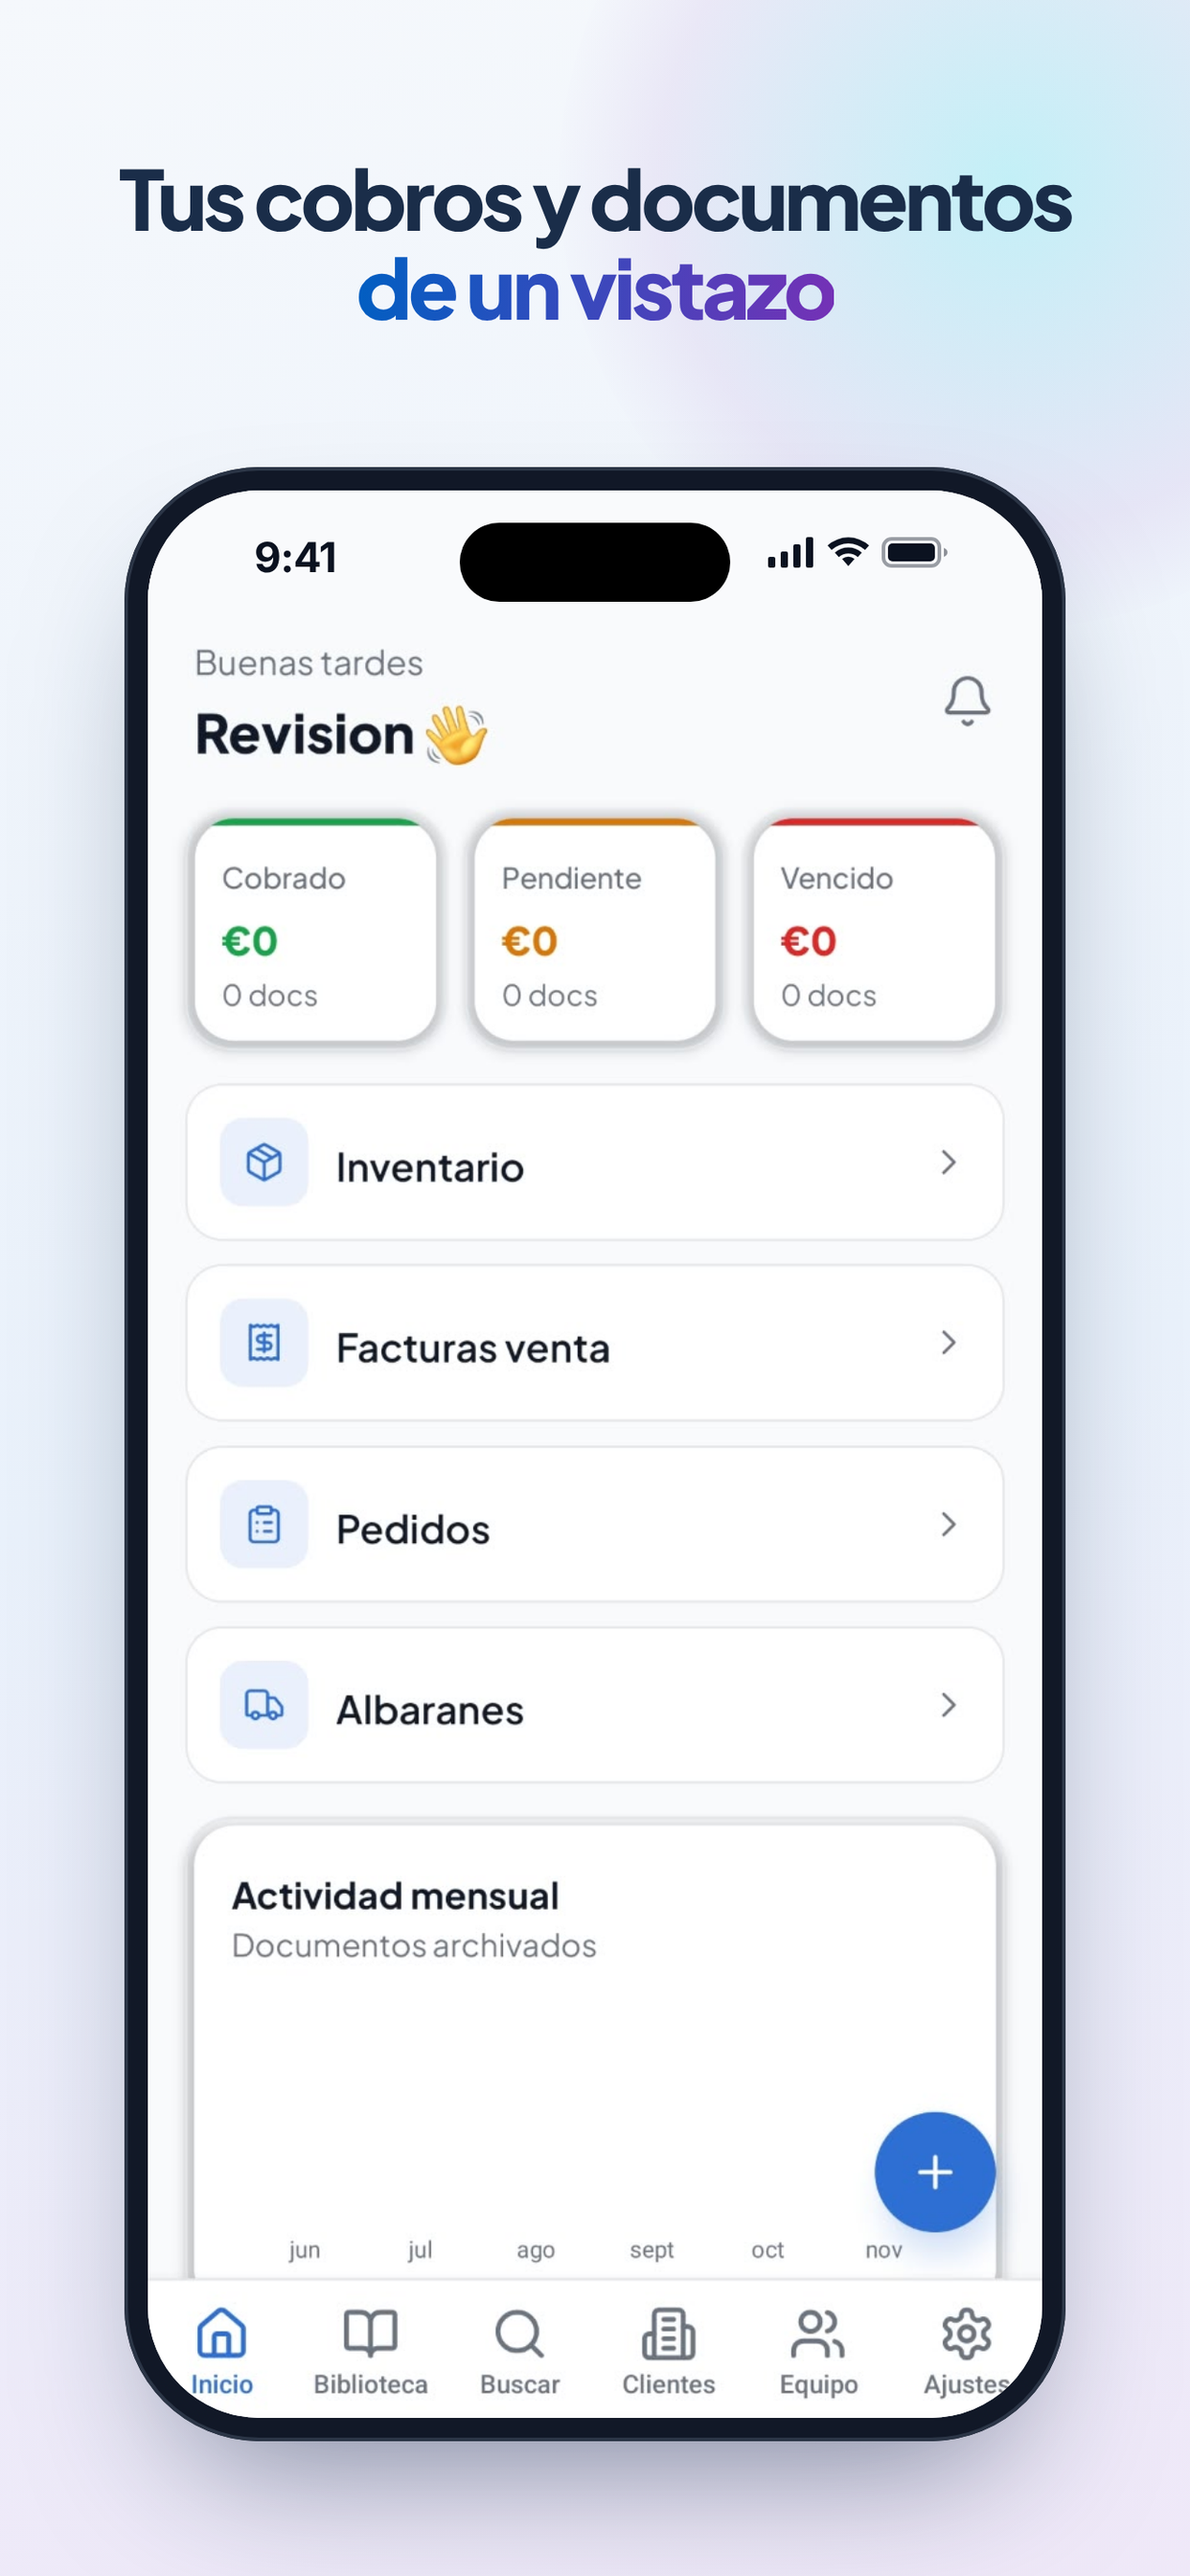 Tus cobros y documentos
de un vistazo
9:41
Buenas tardes
Revision 👋
Cobrado
€0
0 docs
Pendiente
€0
0 docs
Vencido
€0
0 docs
Inventario
Facturas venta
Pedidos
Albaranes
Actividad mensual
Documentos archivados
jun jul ago sept oct nov
Inicio Biblioteca Buscar Clientes Equipo Ajustes